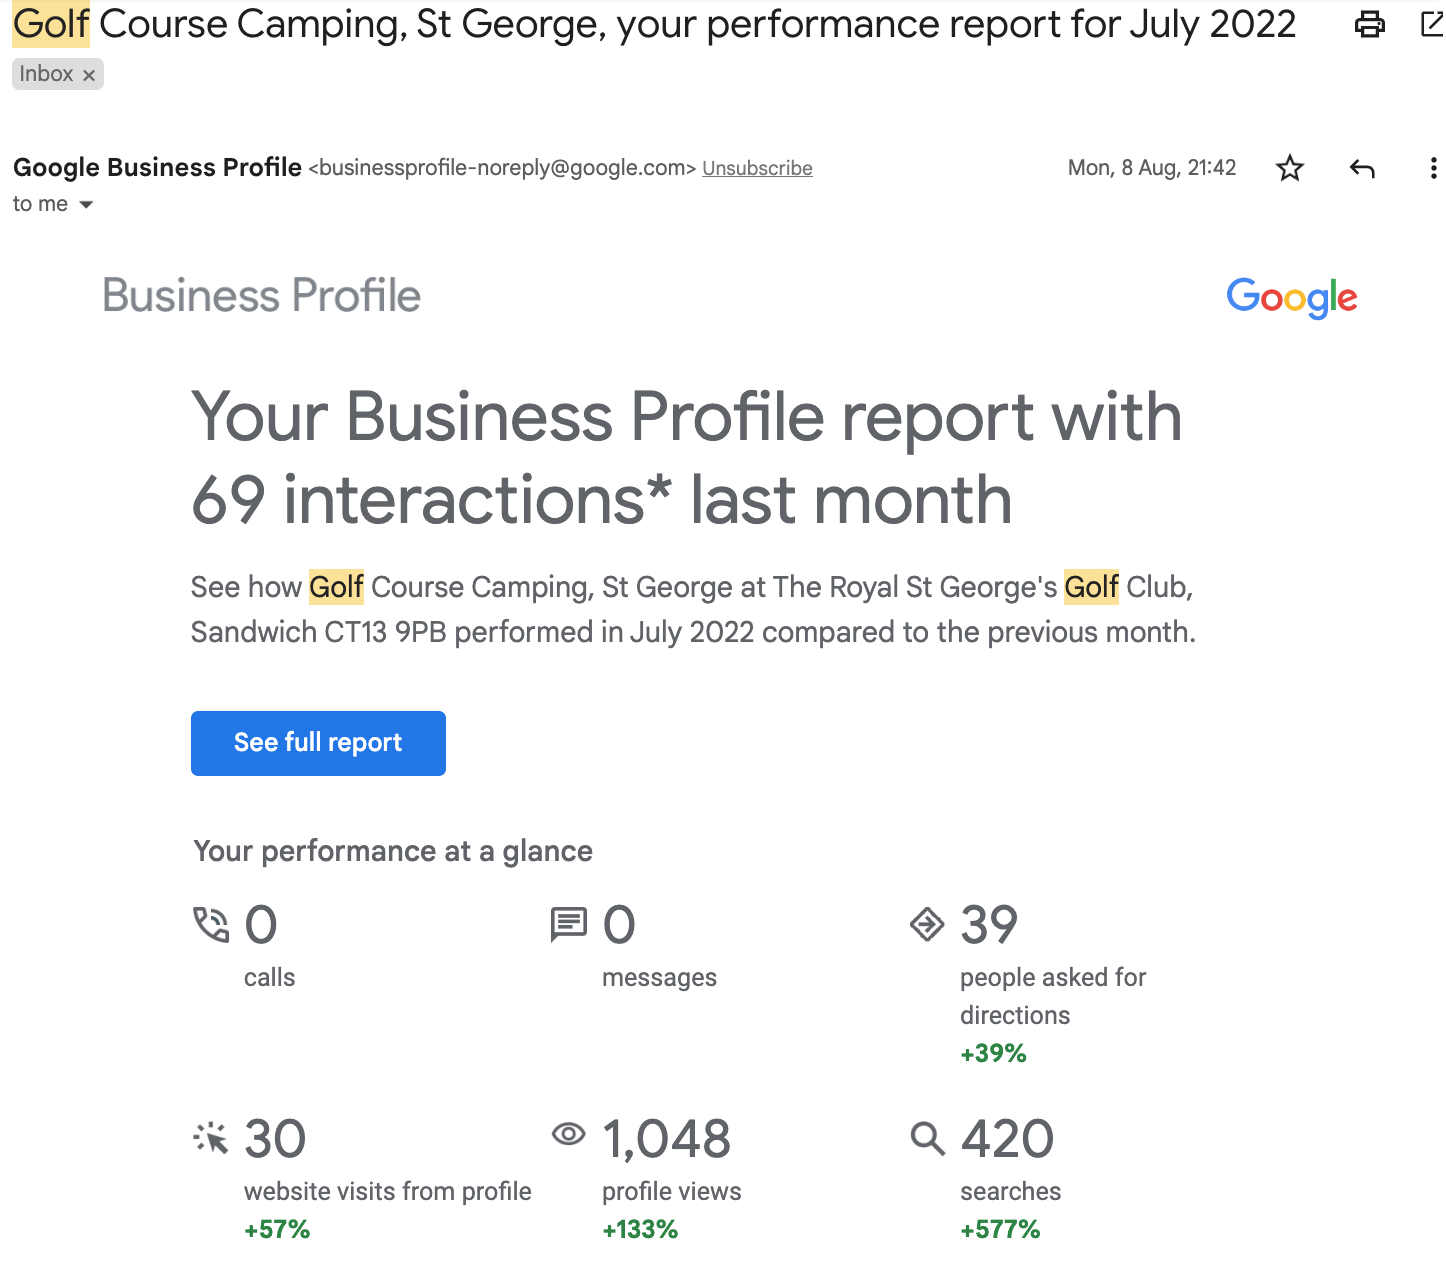 Golf Course Camping, St George, your performance report for July 2022
Inbox ×
Google Business Profile <businessprofile-noreply@google.com> Unsubscribe
Mon, 8 Aug, 21:42
to me
Business Profile
Google
Your Business Profile report with
69 interactions* last month
See how Golf Course Camping, St George at The Royal St George's Golf Club,
Sandwich CT13 9PB performed in July 2022 compared to the previous month.
See full report
Your performance at a glance
0
calls
0
messages
39
people asked for
directions
+39%
30
website visits from profile
+57%
1,048
profile views
+133%
420
searches
+577%